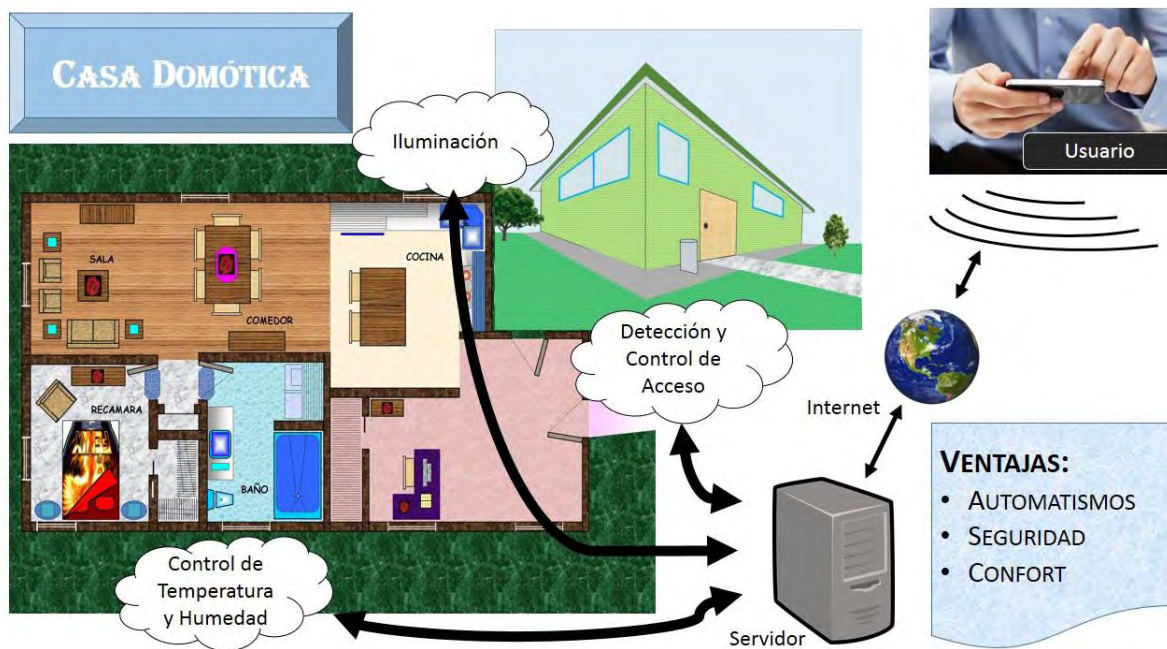 CASA DOMÓTICA
Iluminación
Usuario
SALA
COCINA
COMEDOR
Detección y
Control de
Acceso
Internet
RECAMARA
BAÑO
VENTAJAS:
• AUTOMATISMOS
• SEGURIDAD
• CONFORT
Control de
Temperatura
y Humedad
Servidor